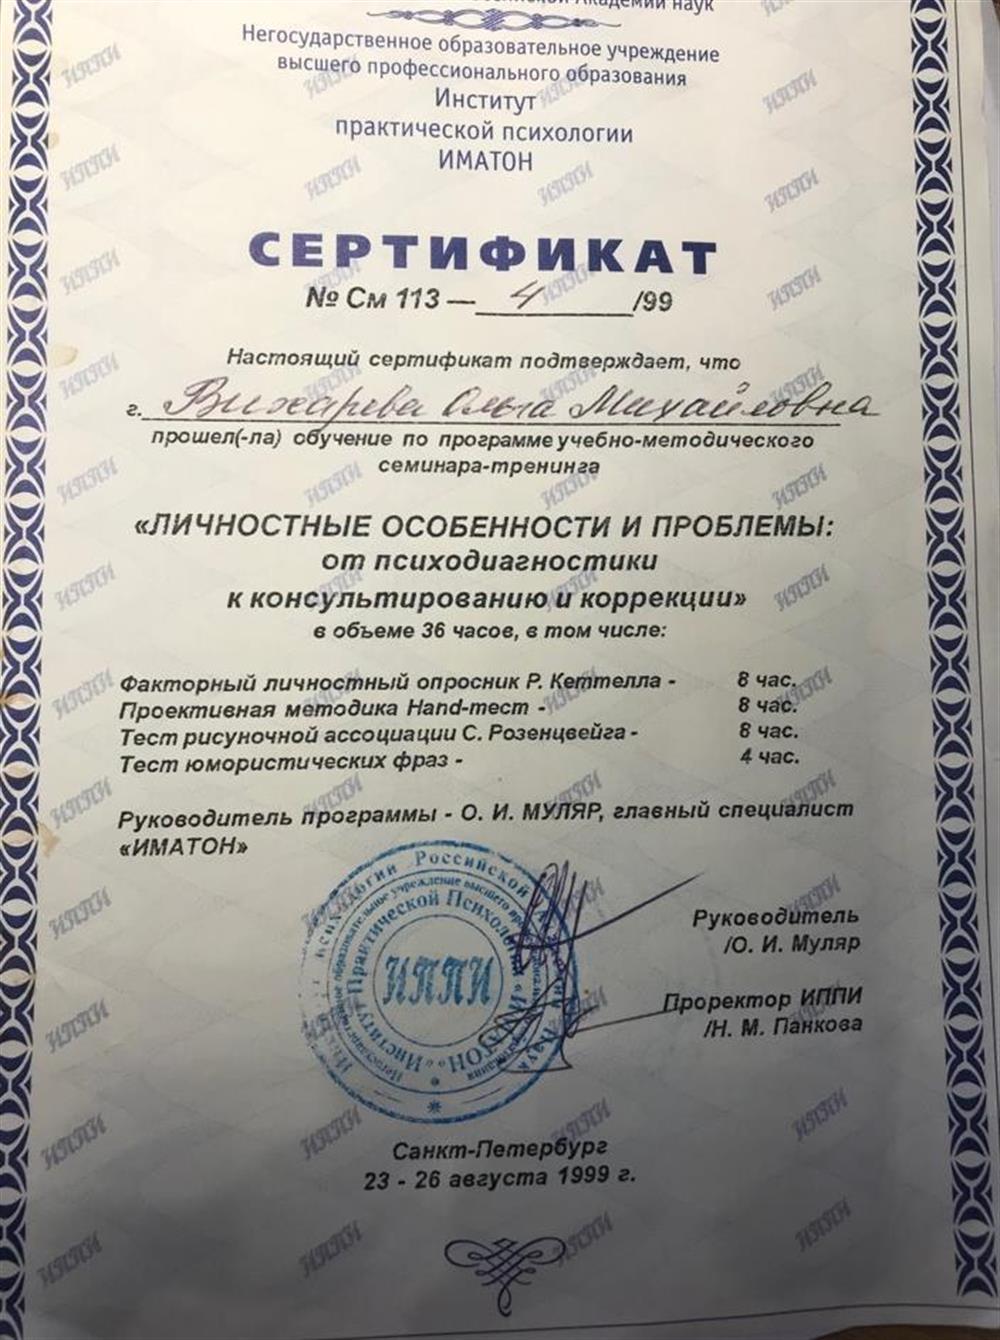 Российской Академии наук
Негосударственное образовательное учреждение
высшего профессионального образования
Институт
практической психологии
ИМАТОН
СЕРТИФИКАТ
№ См 113 — 4 /99
Настоящий сертификат подтверждает, что
г. Вихарева Ольга Михайловна
прошел(-ла) обучение по программе учебно-методического
семинара-тренинга
«ЛИЧНОСТНЫЕ ОСОБЕННОСТИ И ПРОБЛЕМЫ:
от психодиагностики
к консультированию и коррекции»
в объеме 36 часов, в том числе:
Факторный личностный опросник Р. Кеттелла - 8 час.
Проективная методика Hand-тест - 8 час.
Тест рисуночной ассоциации С. Розенцвейга - 8 час.
Тест юмористических фраз - 4 час.
Руководитель программы - О. И. МУЛЯР, главный специалист
«ИМАТОН»
ИППИ
Руководитель
/О. И. Муляр
Проректор ИППИ
/Н. М. Панкова
Санкт-Петербург
23 - 26 августа 1999 г.